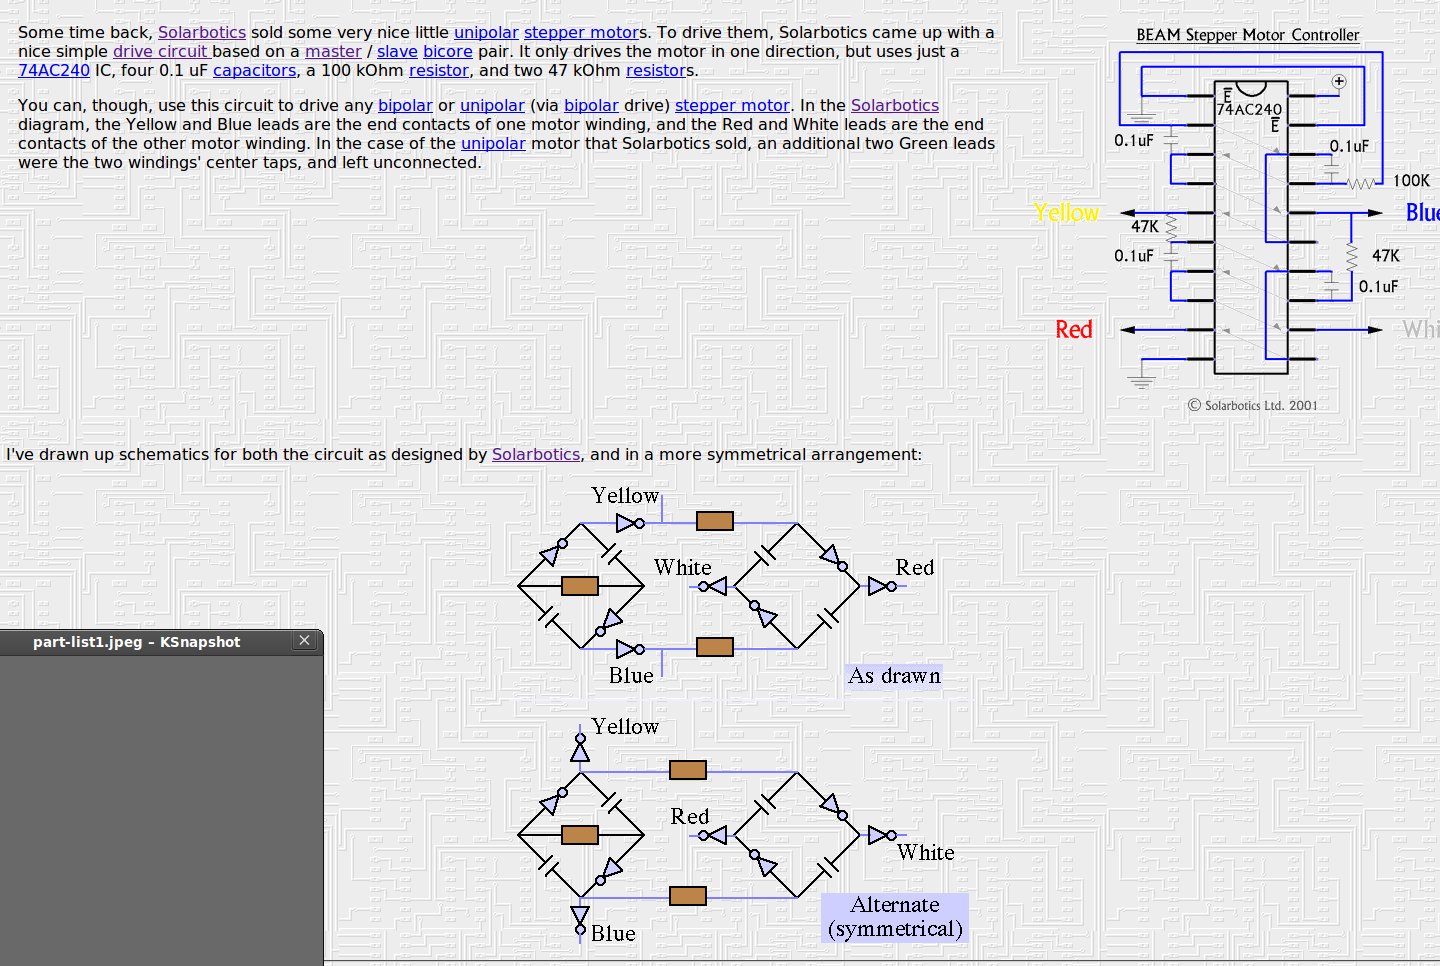 Some time back, Solarbotics sold some very nice little unipolar stepper motors. To drive them, Solarbotics came up with a
nice simple drive circuit based on a master / slave bicore pair. It only drives the motor in one direction, but uses just a
74AC240 IC, four 0.1 uF capacitors, a 100 kOhm resistor, and two 47 kOhm resistors.
You can, though, use this circuit to drive any bipolar or unipolar (via bipolar drive) stepper motor. In the Solarbotics
diagram, the Yellow and Blue leads are the end contacts of one motor winding, and the Red and White leads are the end
contacts of the other motor winding. In the case of the unipolar motor that Solarbotics sold, an additional two Green leads
were the two windings' center taps, and left unconnected.
BEAM Stepper Motor Controller
+
E
74AC240
E
0.1uF
0.1uF
100K
Yellow
Blue
47K
0.1uF
47K
0.1uF
Red
Whi
© Solarbotics Ltd. 2001
I've drawn up schematics for both the circuit as designed by Solarbotics, and in a more symmetrical arrangement:
Yellow
White
Red
Blue
As drawn
part-list1.jpeg – KSnapshot
Yellow
Red
White
Alternate
(symmetrical)
Blue